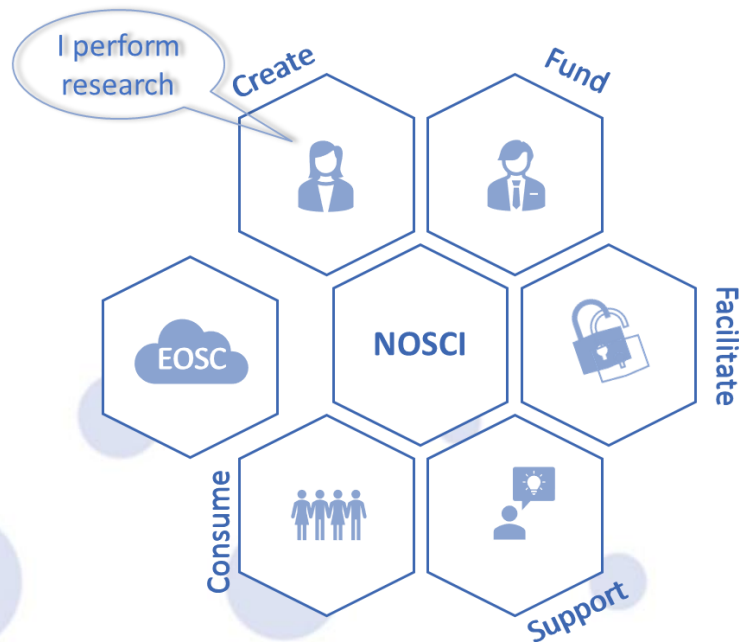 I perform
research
Create
Fund
Facilitate
EOSC
NOSCI
Consume
Support